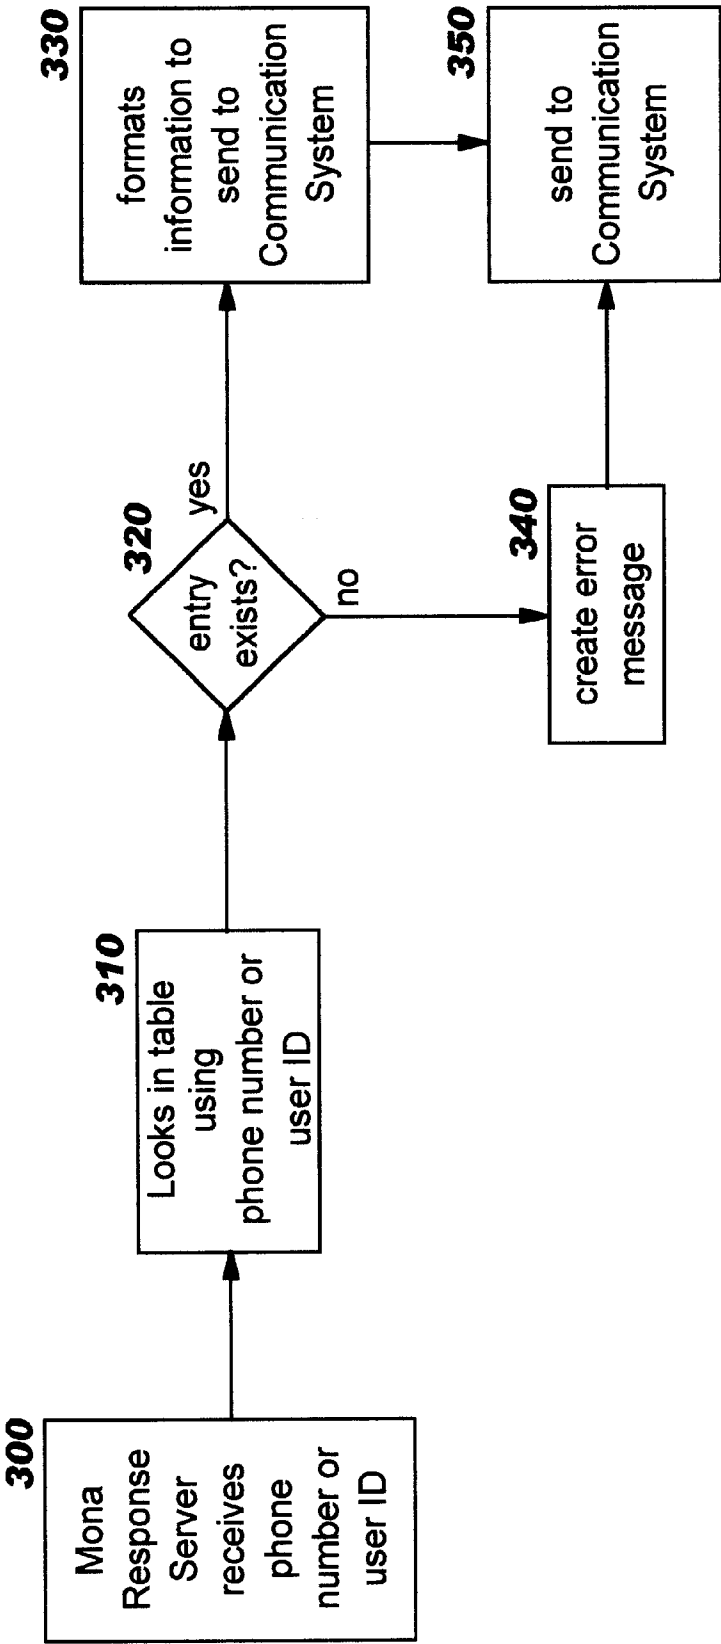 300
Mona
Response
Server
receives
phone
number or
user ID
310
Looks in table
using
phone number or
user ID
320
entry
exists?
yes
no
330
formats
information to
send to
Communication
System
340
create error
message
350
send to
Communication
System